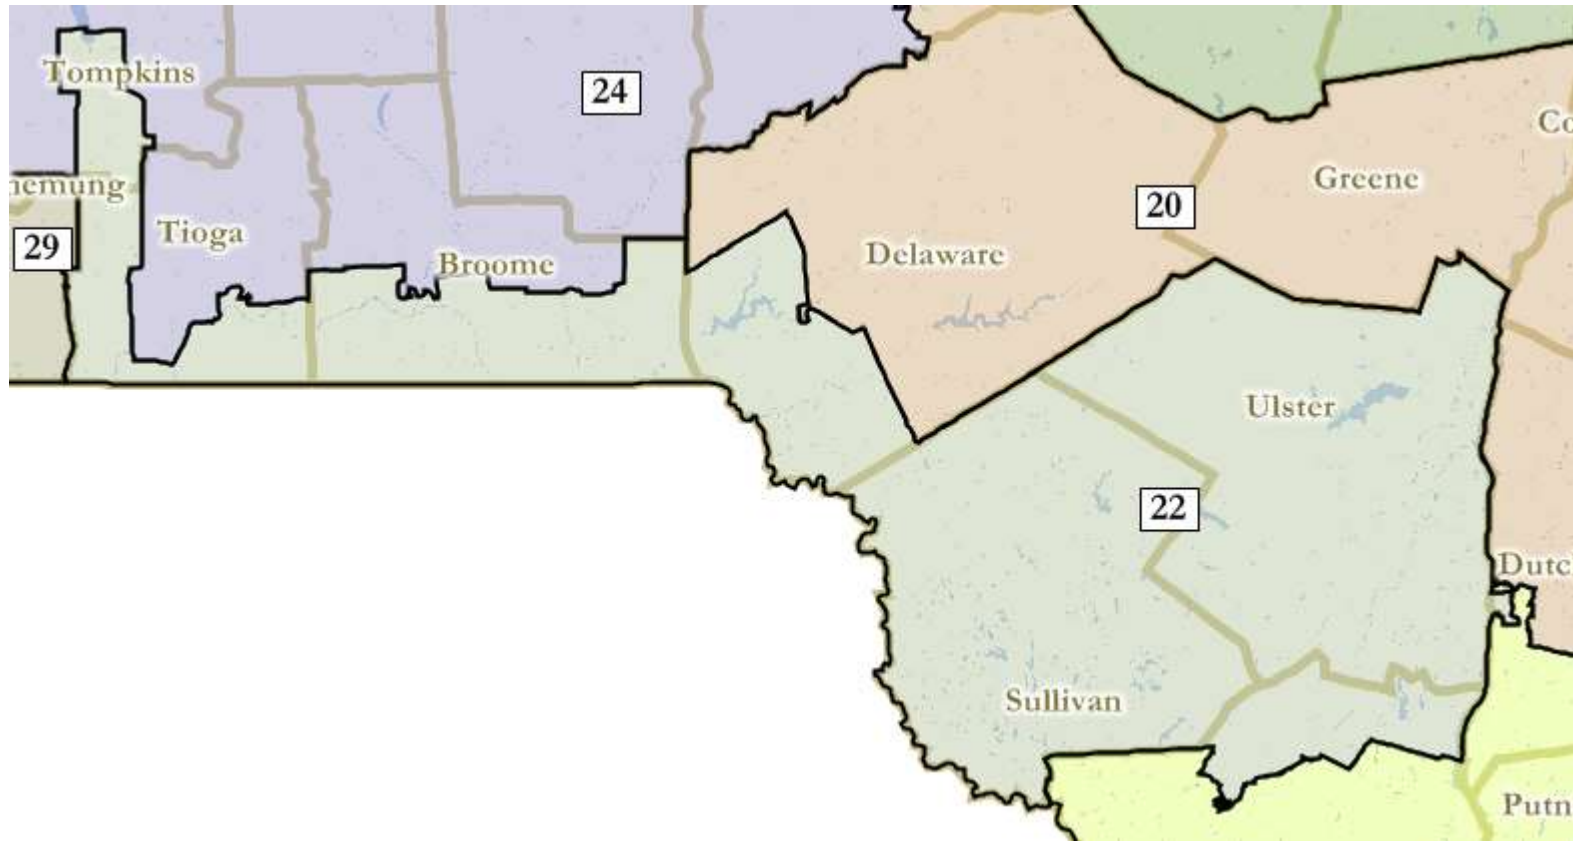 Tompkins
24
Co
hemung
Greene
20
Tioga
29
Delaware
Broome
Ulster
22
Dutc
Sullivan
Putn